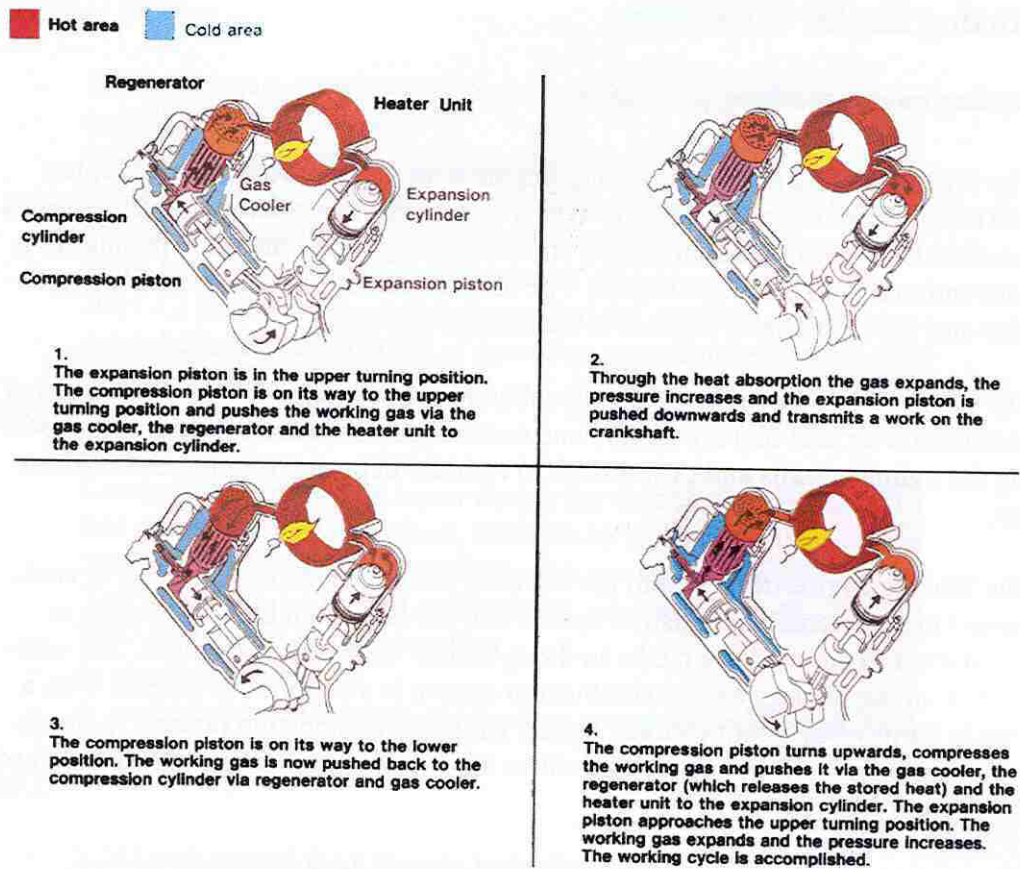 Hot area
Cold area
Regenerator
Heater Unit
Gas
Cooler
Expansion
cylinder
Compression
cylinder
Compression piston
Expansion piston
1.
The expansion piston is in the upper turning position.
The compression piston is on its way to the upper
turning position and pushes the working gas via the
gas cooler, the regenerator and the heater unit to
the expansion cylinder.
2.
Through the heat absorption the gas expands, the
pressure increases and the expansion piston is
pushed downwards and transmits a work on the
crankshaft.
3.
The compression piston is on its way to the lower
position. The working gas is now pushed back to the
compression cylinder via regenerator and gas cooler.
4.
The compression piston turns upwards, compresses
the working gas and pushes it via the gas cooler, the
regenerator (which releases the stored heat) and the
heater unit to the expansion cylinder. The expansion
piston approaches the upper turning position. The
working gas expands and the pressure increases.
The working cycle is accomplished.